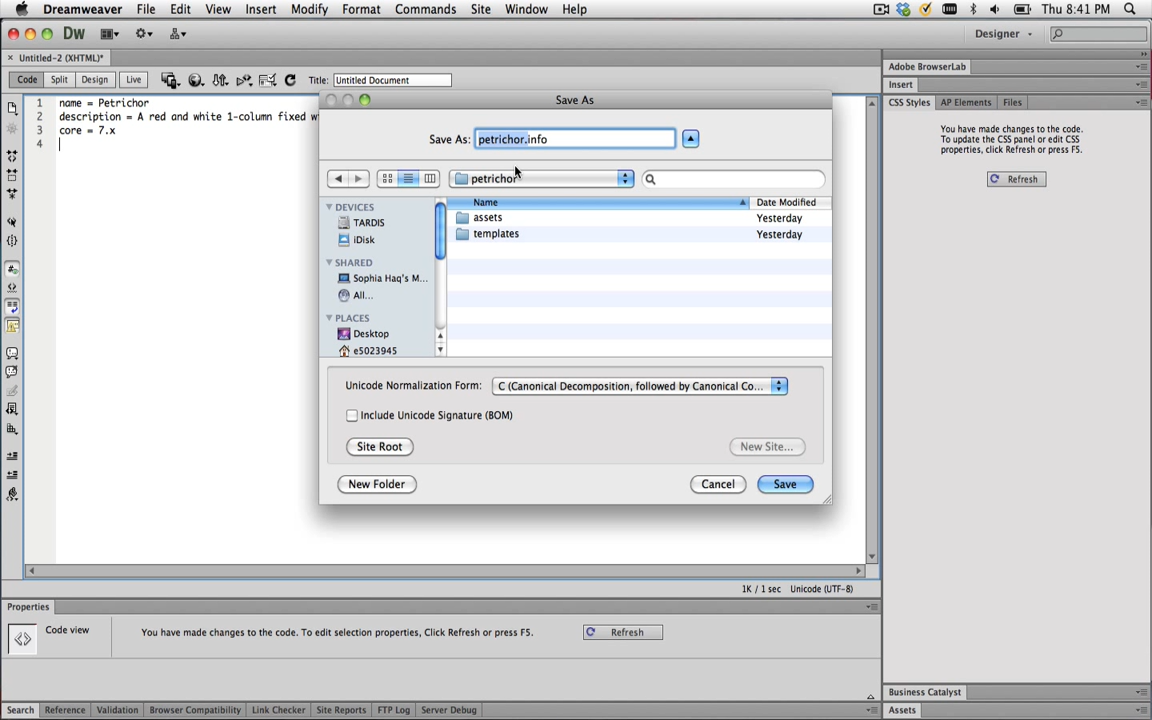 Dreamweaver File Edit View Insert Modify Format Commands Site Window Help Thu 8:41 PM
Dw Designer
× Untitled-2 (XHTML)*
Code Split Design Live Title: Untitled Document
1 name = Petrichor
2 description = A red and white 1-column fixed w
3 core = 7.x
4
Save As
Save As: petrichor.info
petrichor
DEVICES
TARDIS
iDisk
SHARED
Sophia Haq's M...
All...
PLACES
Desktop
e5023945
Name Date Modified
assets Yesterday
templates Yesterday
Unicode Normalization Form: C (Canonical Decomposition, followed by Canonical Co...
Include Unicode Signature (BOM)
Site Root New Site...
New Folder Cancel Save
Adobe BrowserLab
Insert
CSS Styles AP Elements Files
You have made changes to the code.
To update the CSS panel or edit CSS
properties, click Refresh or press F5.
Refresh
1K / 1 sec Unicode (UTF-8)
Properties
Code view You have made changes to the code. To edit selection properties, Click Refresh or press F5. Refresh
Business Catalyst
Search Reference Validation Browser Compatibility Link Checker Site Reports FTP Log Server Debug
Assets